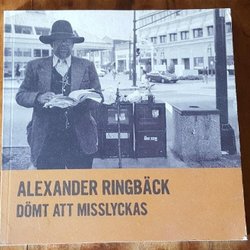 ALEXANDER RINGBÄCK
DÖMT ATT MISSLYCKAS